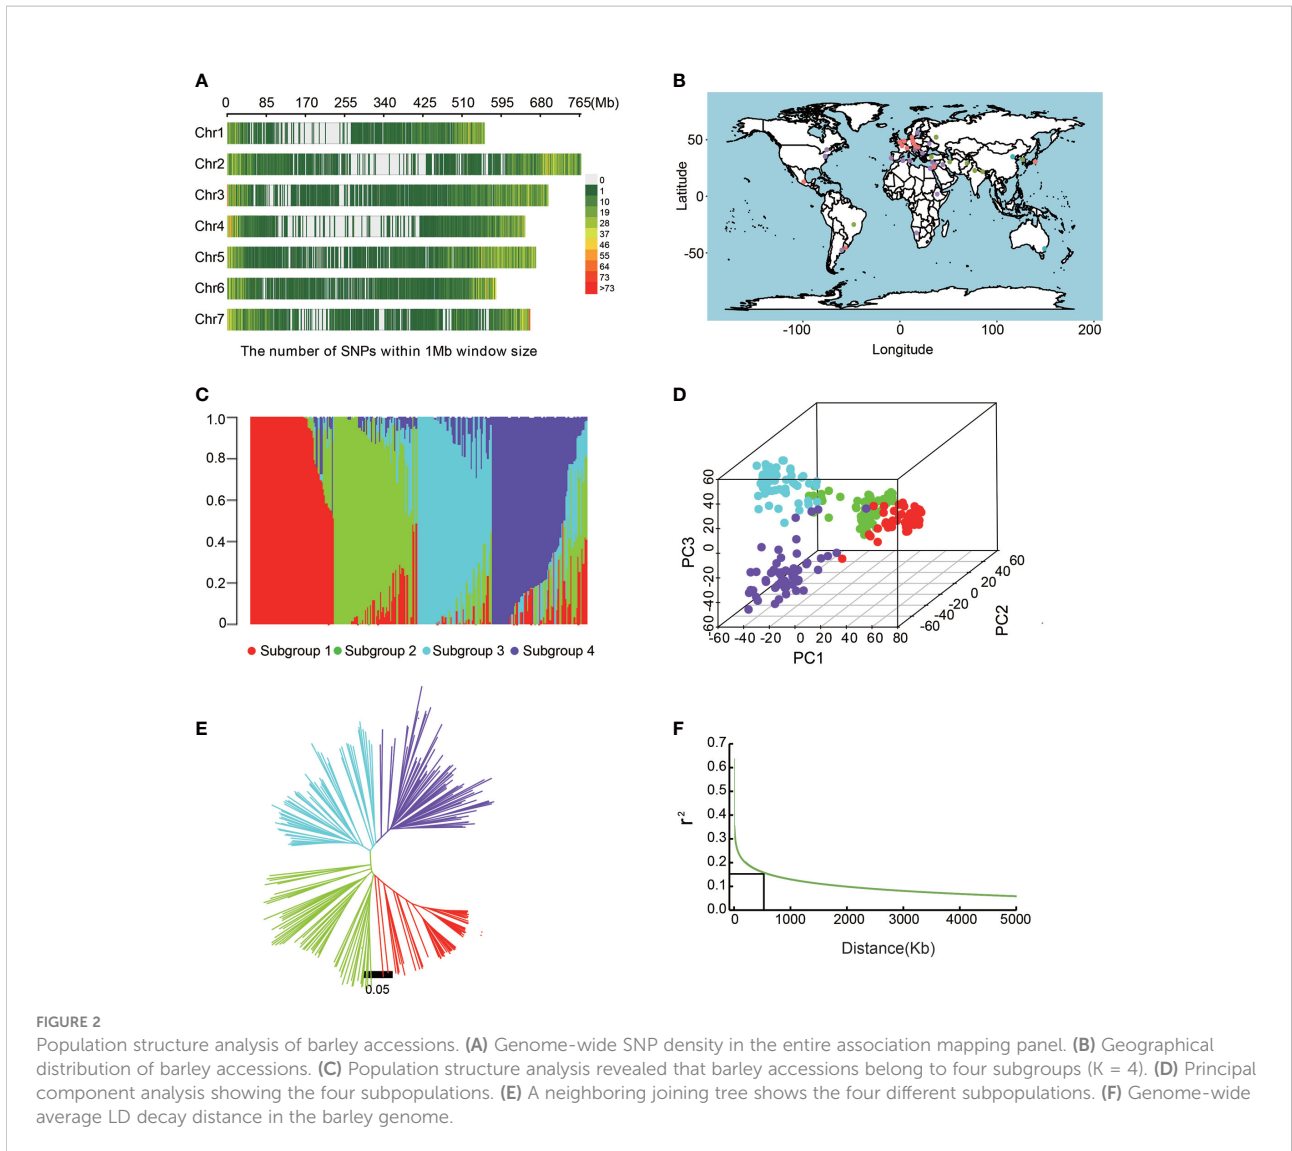 A
0 85 170 255 340 425 510 595 680 765(Mb)
Chr1
Chr2
Chr3
Chr4
Chr5
Chr6
Chr7
0
1
10
19
28
37
46
55
64
73
>73
The number of SNPs within 1Mb window size
B
Latitude
50
0
-50
-100 0 100 200
Longitude
C
1.0
0.8
0.6
0.4
0.2
0
Subgroup 1 Subgroup 2 Subgroup 3 Subgroup 4
D
PC3
60
40
20
0
-20
-40
-60
-60 -40 -20 0 20 40 60 80
PC1
-60
-40
-20
0
20
40
60
PC2
E
0.05
F
r²
0.7
0.6
0.5
0.4
0.3
0.2
0.1
0.0
0 1000 2000 3000 4000 5000
Distance(Kb)
FIGURE 2
Population structure analysis of barley accessions. (A) Genome-wide SNP density in the entire association mapping panel. (B) Geographical
distribution of barley accessions. (C) Population structure analysis revealed that barley accessions belong to four subgroups (K = 4). (D) Principal
component analysis showing the four subpopulations. (E) A neighboring joining tree shows the four different subpopulations. (F) Genome-wide
average LD decay distance in the barley genome.